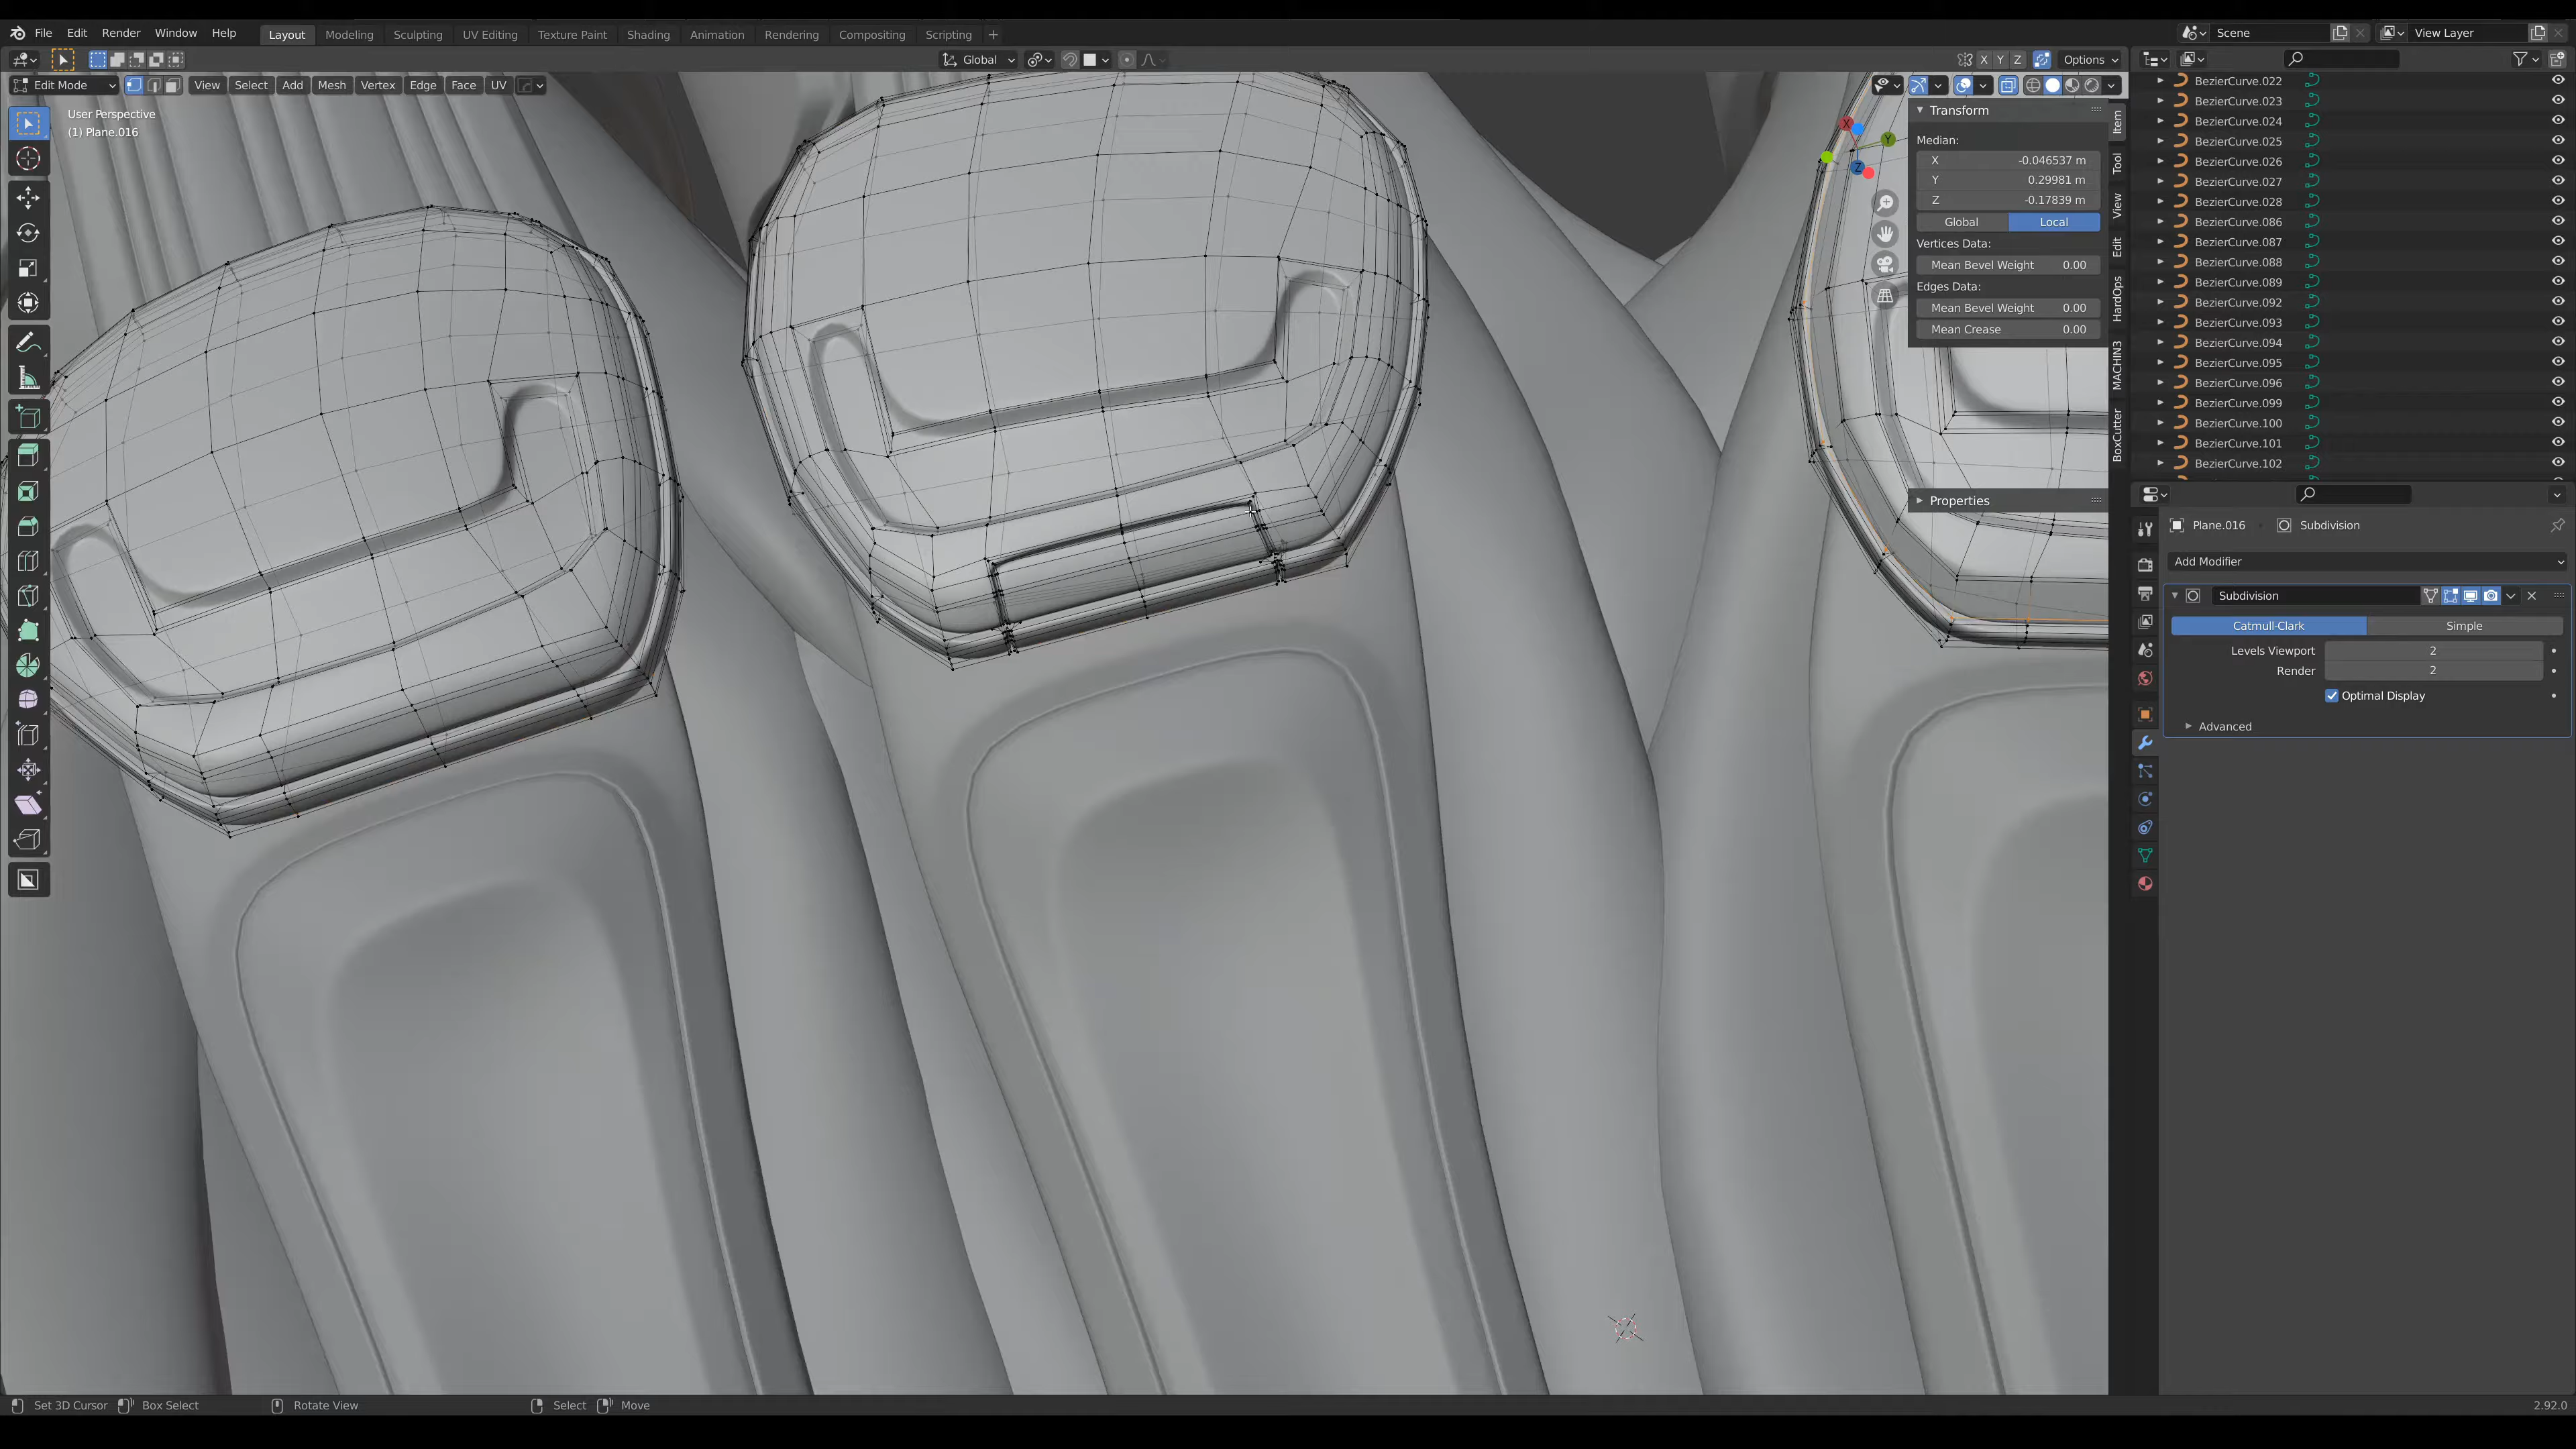 File Edit Render Window Help Layout Modeling Sculpting UV Editing Texture Paint Shading Animation Rendering Compositing Scripting + Scene View Layer
Global X Y Z Options
Edit Mode View Select Add Mesh Vertex Edge Face UV
User Perspective
(1) Plane.016
Transform
Median:
X -0.046537 m
Y 0.29981 m
Z -0.17839 m
Global Local
Vertices Data:
Mean Bevel Weight 0.00
Edges Data:
Mean Bevel Weight 0.00
Mean Crease 0.00
Properties
X
Y
Z
Item
Tool
View
Edit
HardOps
MACHIN3
BoxCutter
BezierCurve.022
BezierCurve.023
BezierCurve.024
BezierCurve.025
BezierCurve.026
BezierCurve.027
BezierCurve.028
BezierCurve.086
BezierCurve.087
BezierCurve.088
BezierCurve.089
BezierCurve.092
BezierCurve.093
BezierCurve.094
BezierCurve.095
BezierCurve.096
BezierCurve.099
BezierCurve.100
BezierCurve.101
BezierCurve.102
Plane.016 Subdivision
Add Modifier
Subdivision
Catmull-Clark Simple
Levels Viewport 2
Render 2
Optimal Display
Advanced
Set 3D Cursor Box Select Rotate View Select Move 2.92.0